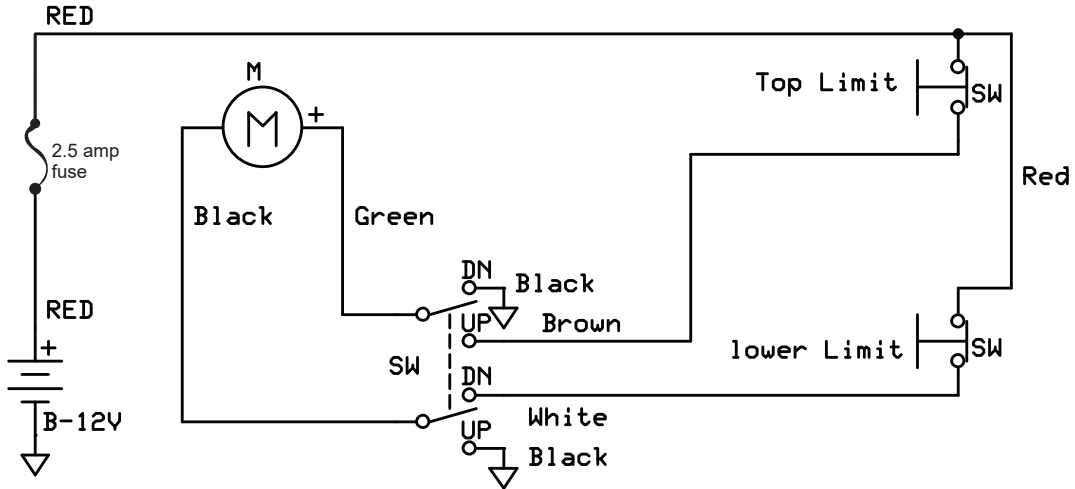 RED
M
Top Limit
SW
M
+
2.5 amp
fuse
Red
Black
Green
DN
Black
RED
UP
Brown
+
SW
lower Limit
SW
DN
B-12V
White
UP
Black